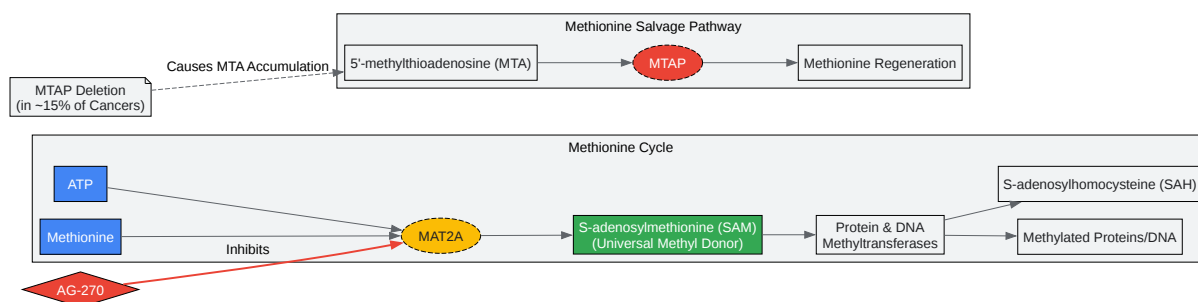 Methionine Salvage Pathway
Causes MTA Accumulation
5'-methylthioadenosine (MTA)
MTAP
Methionine Regeneration
MTAP Deletion
(in ~15% of Cancers)
Methionine Cycle
ATP
Methionine
Inhibits
AG-270
MAT2A
S-adenosylmethionine (SAM)
(Universal Methyl Donor)
Protein & DNA
Methyltransferases
S-adenosylhomocysteine (SAH)
Methylated Proteins/DNA